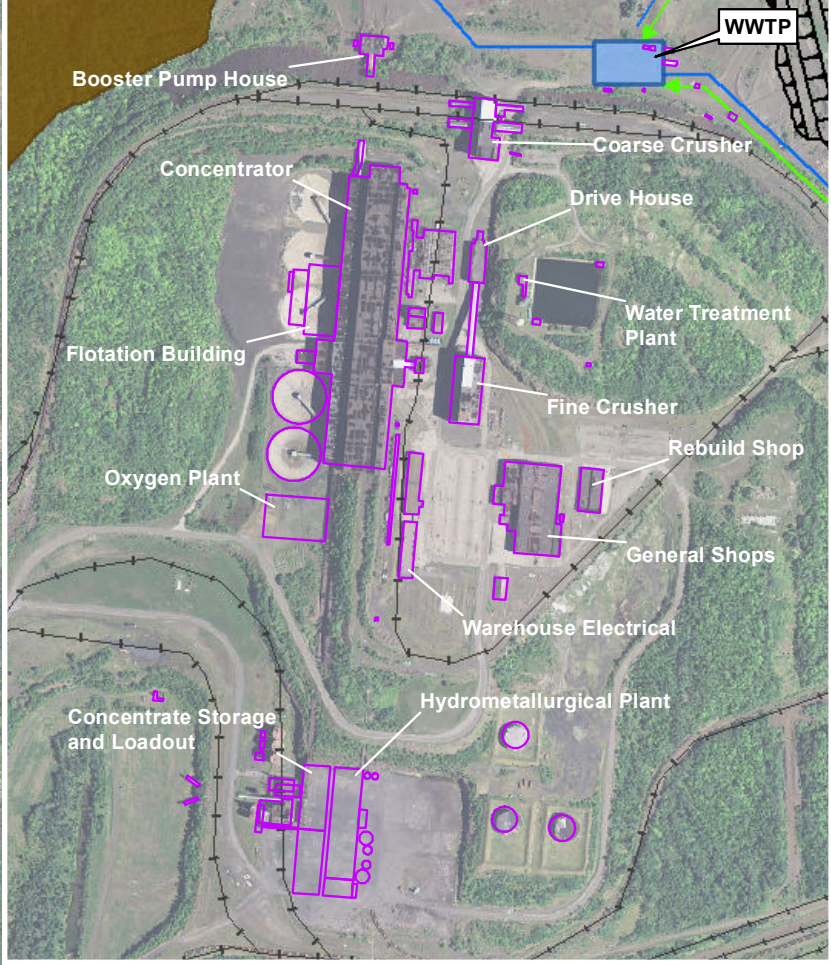 WWTP
Booster Pump House
Coarse Crusher
Concentrator
Drive House
Water Treatment
Plant
Flotation Building
Fine Crusher
Rebuild Shop
Oxygen Plant
General Shops
Warehouse Electrical
Hydrometallurgical Plant
Concentrate Storage
and Loadout